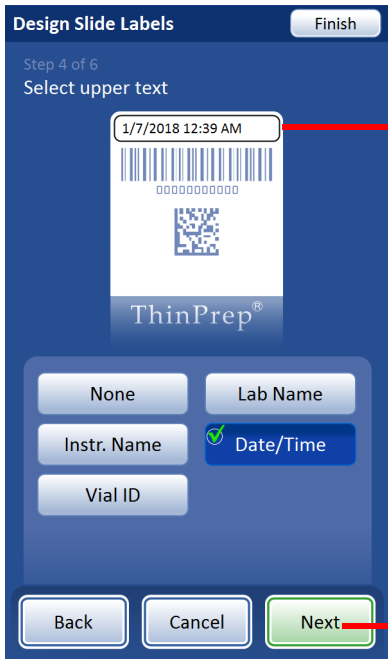 Design Slide Labels Finish
Step 4 of 6
Select upper text
1/7/2018 12:39 AM
ThinPrep®
None Lab Name
Instr. Name Date/Time
Vial ID
Back Cancel Next